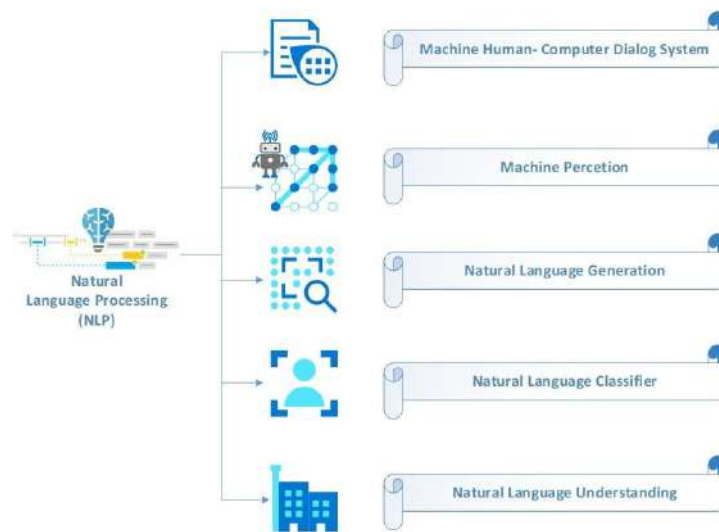 Machine Human- Computer Dialog System
Machine Percetion
Natural
Language Processing
(NLP)
Natural Language Generation
Natural Language Classifier
Natural Language Understanding